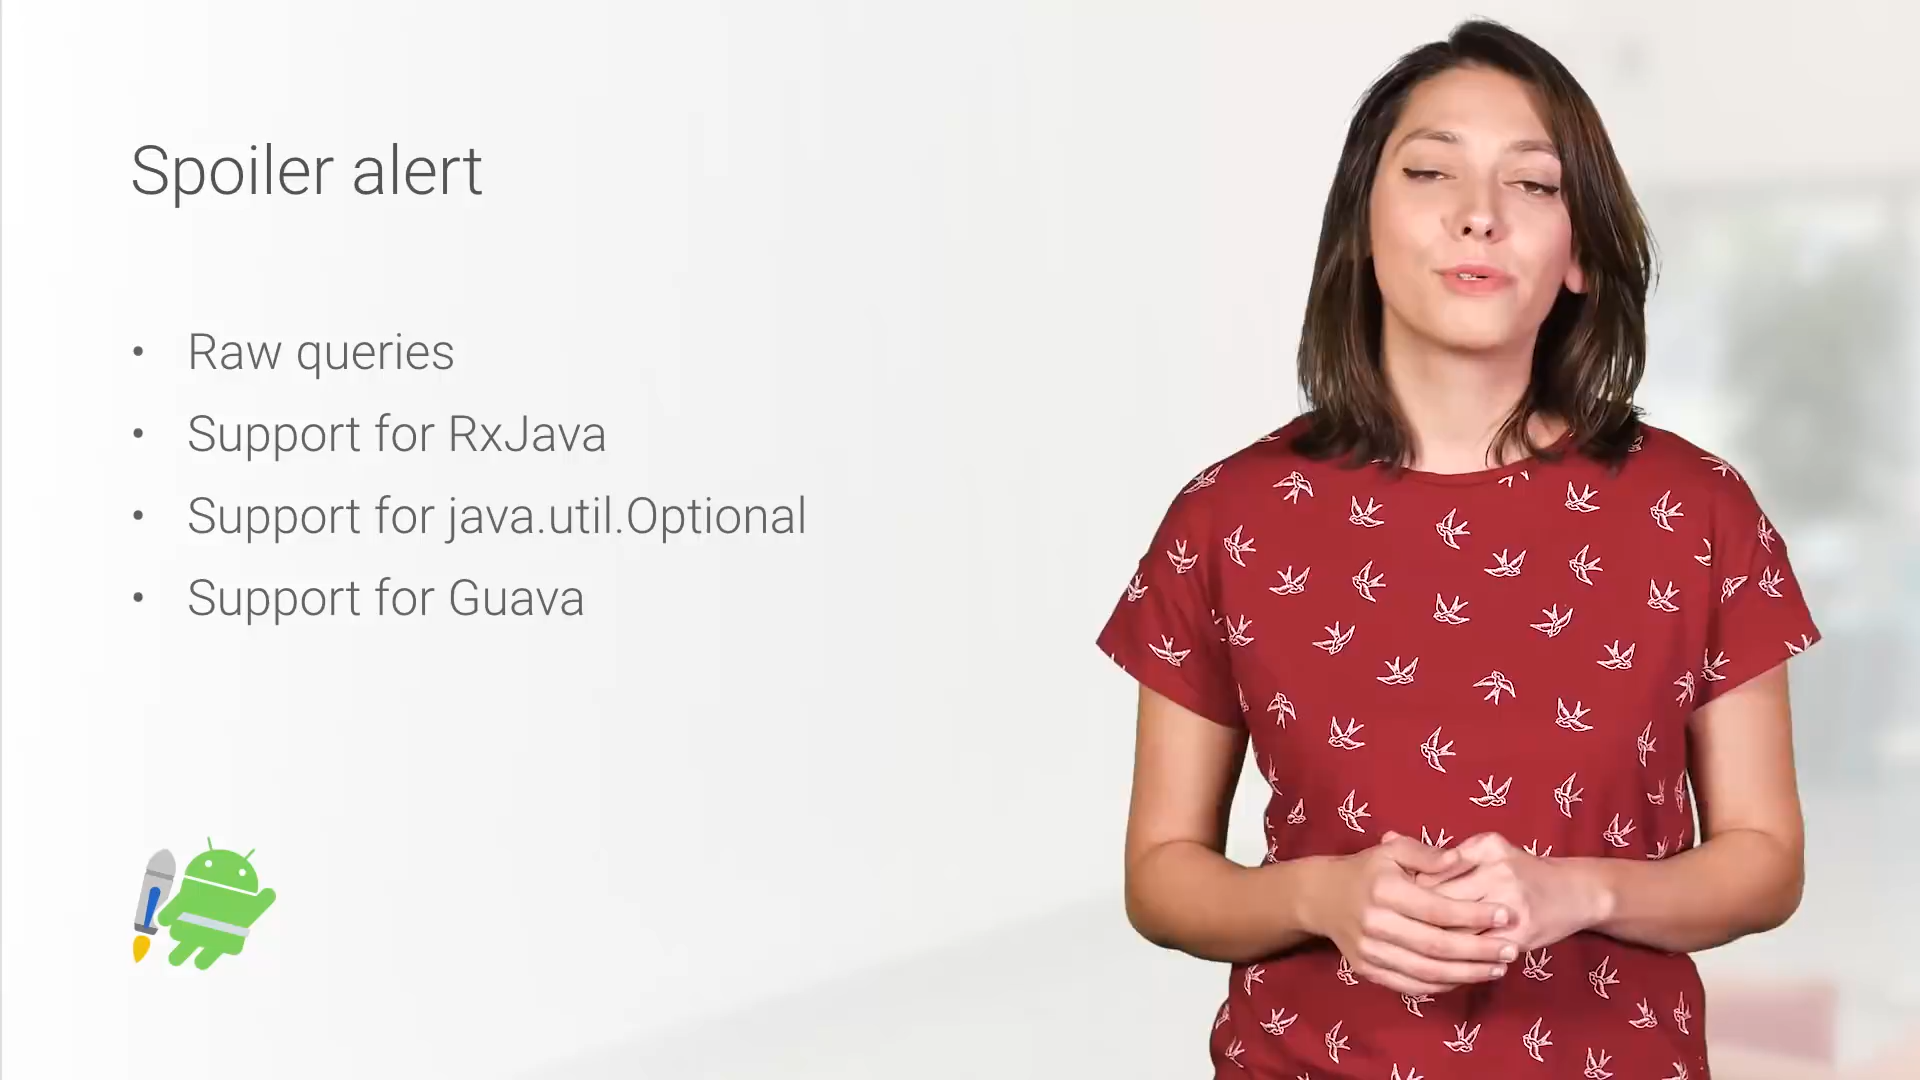 Spoiler alert
• Raw queries
• Support for RxJava
• Support for java.util.Optional
• Support for Guava